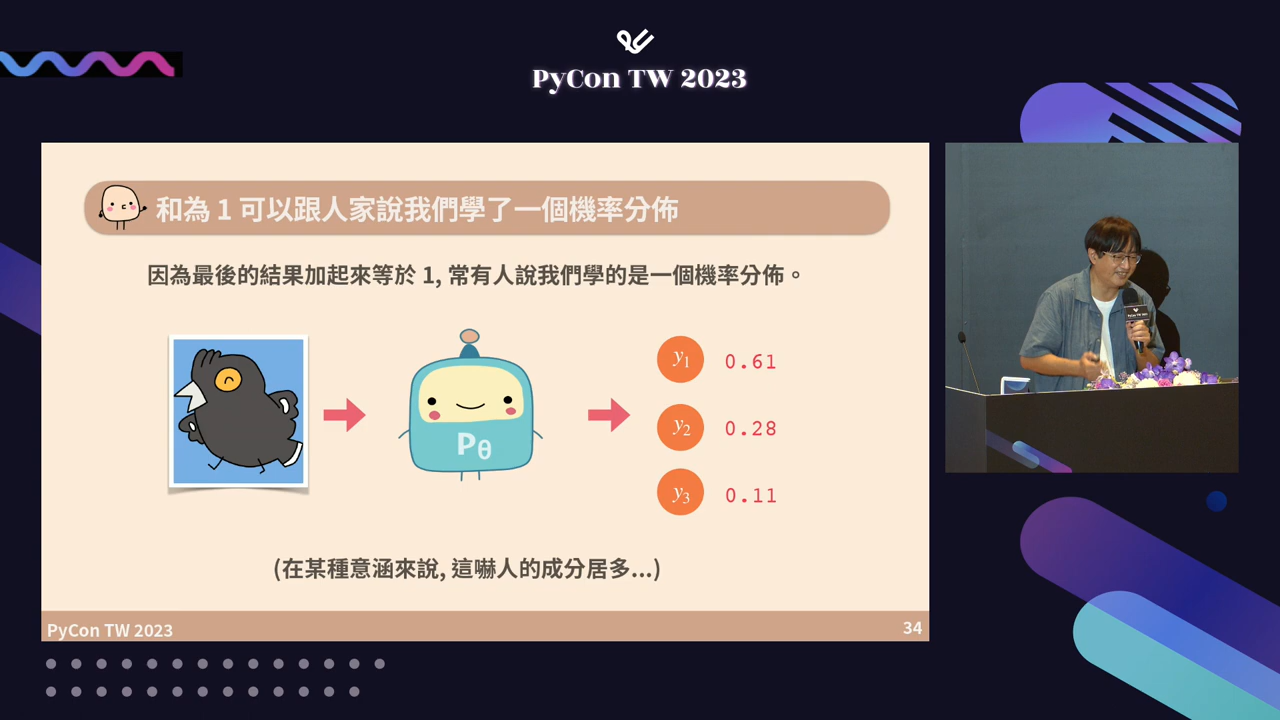 PyCon TW 2023
和為 1 可以跟人家說我們學了一個機率分佈
因為最後的結果加起來等於 1, 常有人說我們學的是一個機率分佈。
Pθ
y1 0.61
y2 0.28
y3 0.11
(在某種意涵來說, 這嚇人的成分居多...)
PyCon TW 2023
34